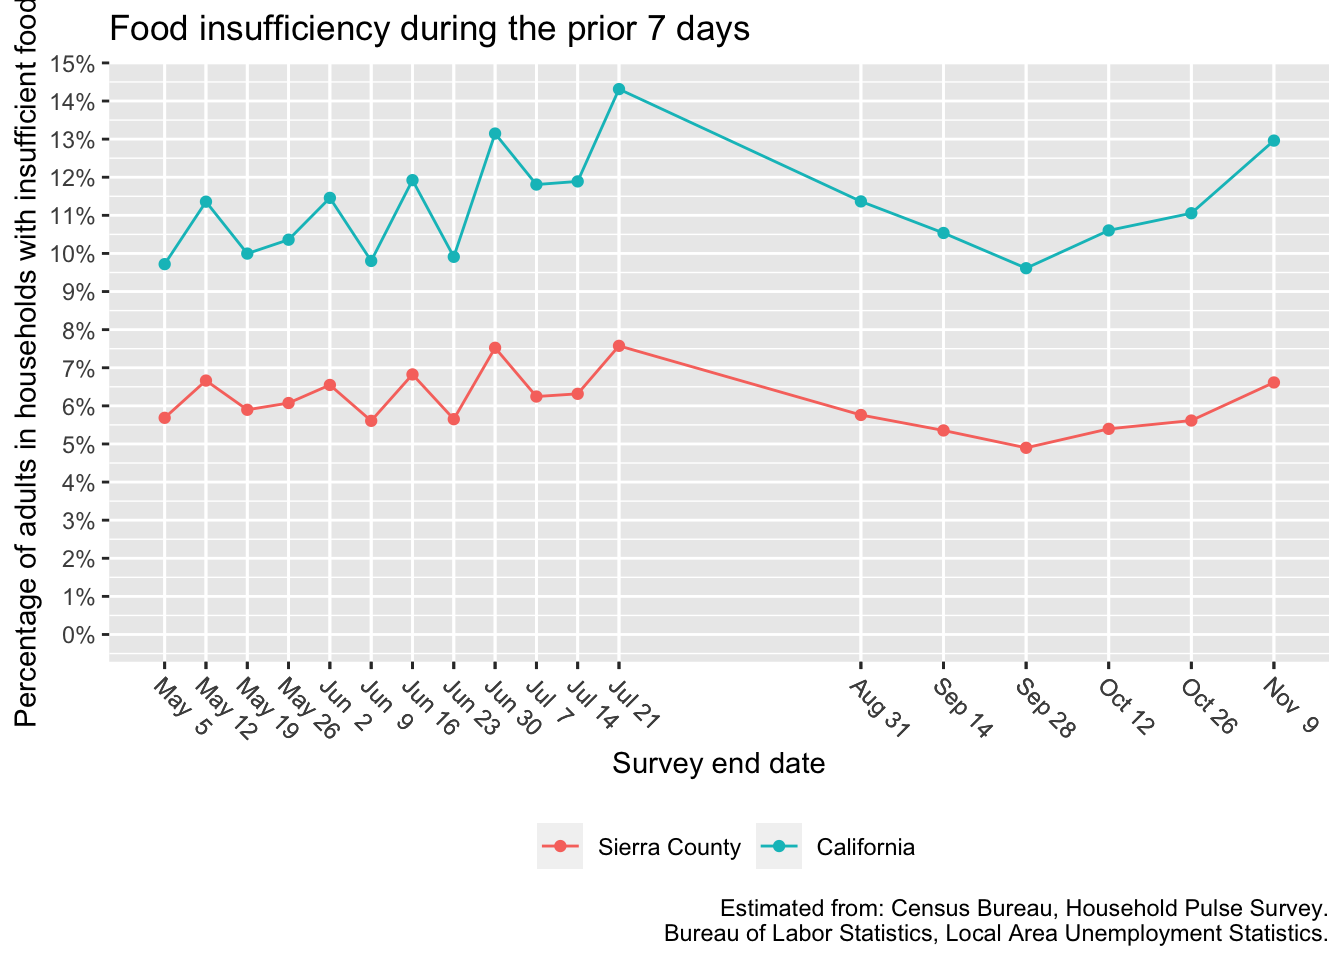 Food insufficiency during the prior 7 days
Percentage of adults in households with insufficient food
15%
14%
13%
12%
11%
10%
9%
8%
7%
6%
5%
4%
3%
2%
1%
0%
May 5
May 12
May 19
May 26
Jun 2
Jun 9
Jun 16
Jun 23
Jun 30
Jul 7
Jul 14
Jul 21
Aug 31
Sep 14
Sep 28
Oct 12
Oct 26
Nov 9
Survey end date
Sierra County
California
Estimated from: Census Bureau, Household Pulse Survey.
Bureau of Labor Statistics, Local Area Unemployment Statistics.